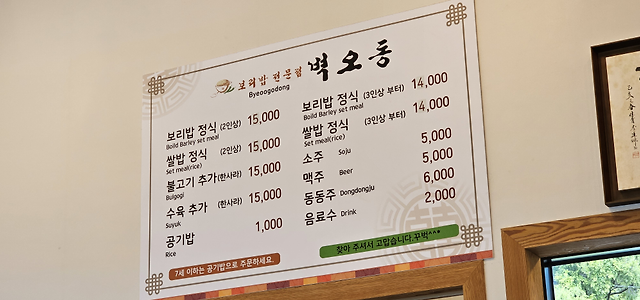 보리밥 전문점 벽오동
Byeoogodong
보리밥 정식 (2인상) 15,000
Boild Barley set meal
쌀밥 정식 (2인상) 15,000
Set meal(rice)
불고기 추가(한사라) 15,000
Bulgogi
수육 추가 (한사라) 15,000
Suyuk
공기밥 1,000
Rice
7세 이하는 공기밥으로 주문하세요.
보리밥 정식 (3인상 부터) 14,000
Boild Barley set meal
쌀밥 정식 (3인상 부터) 14,000
Set meal(rice)
소주 Soju 5,000
맥주 Beer 5,000
동동주 Dongdongju 6,000
음료수 Drink 2,000
찾아 주셔서 고맙습니다.꾸벅^^*